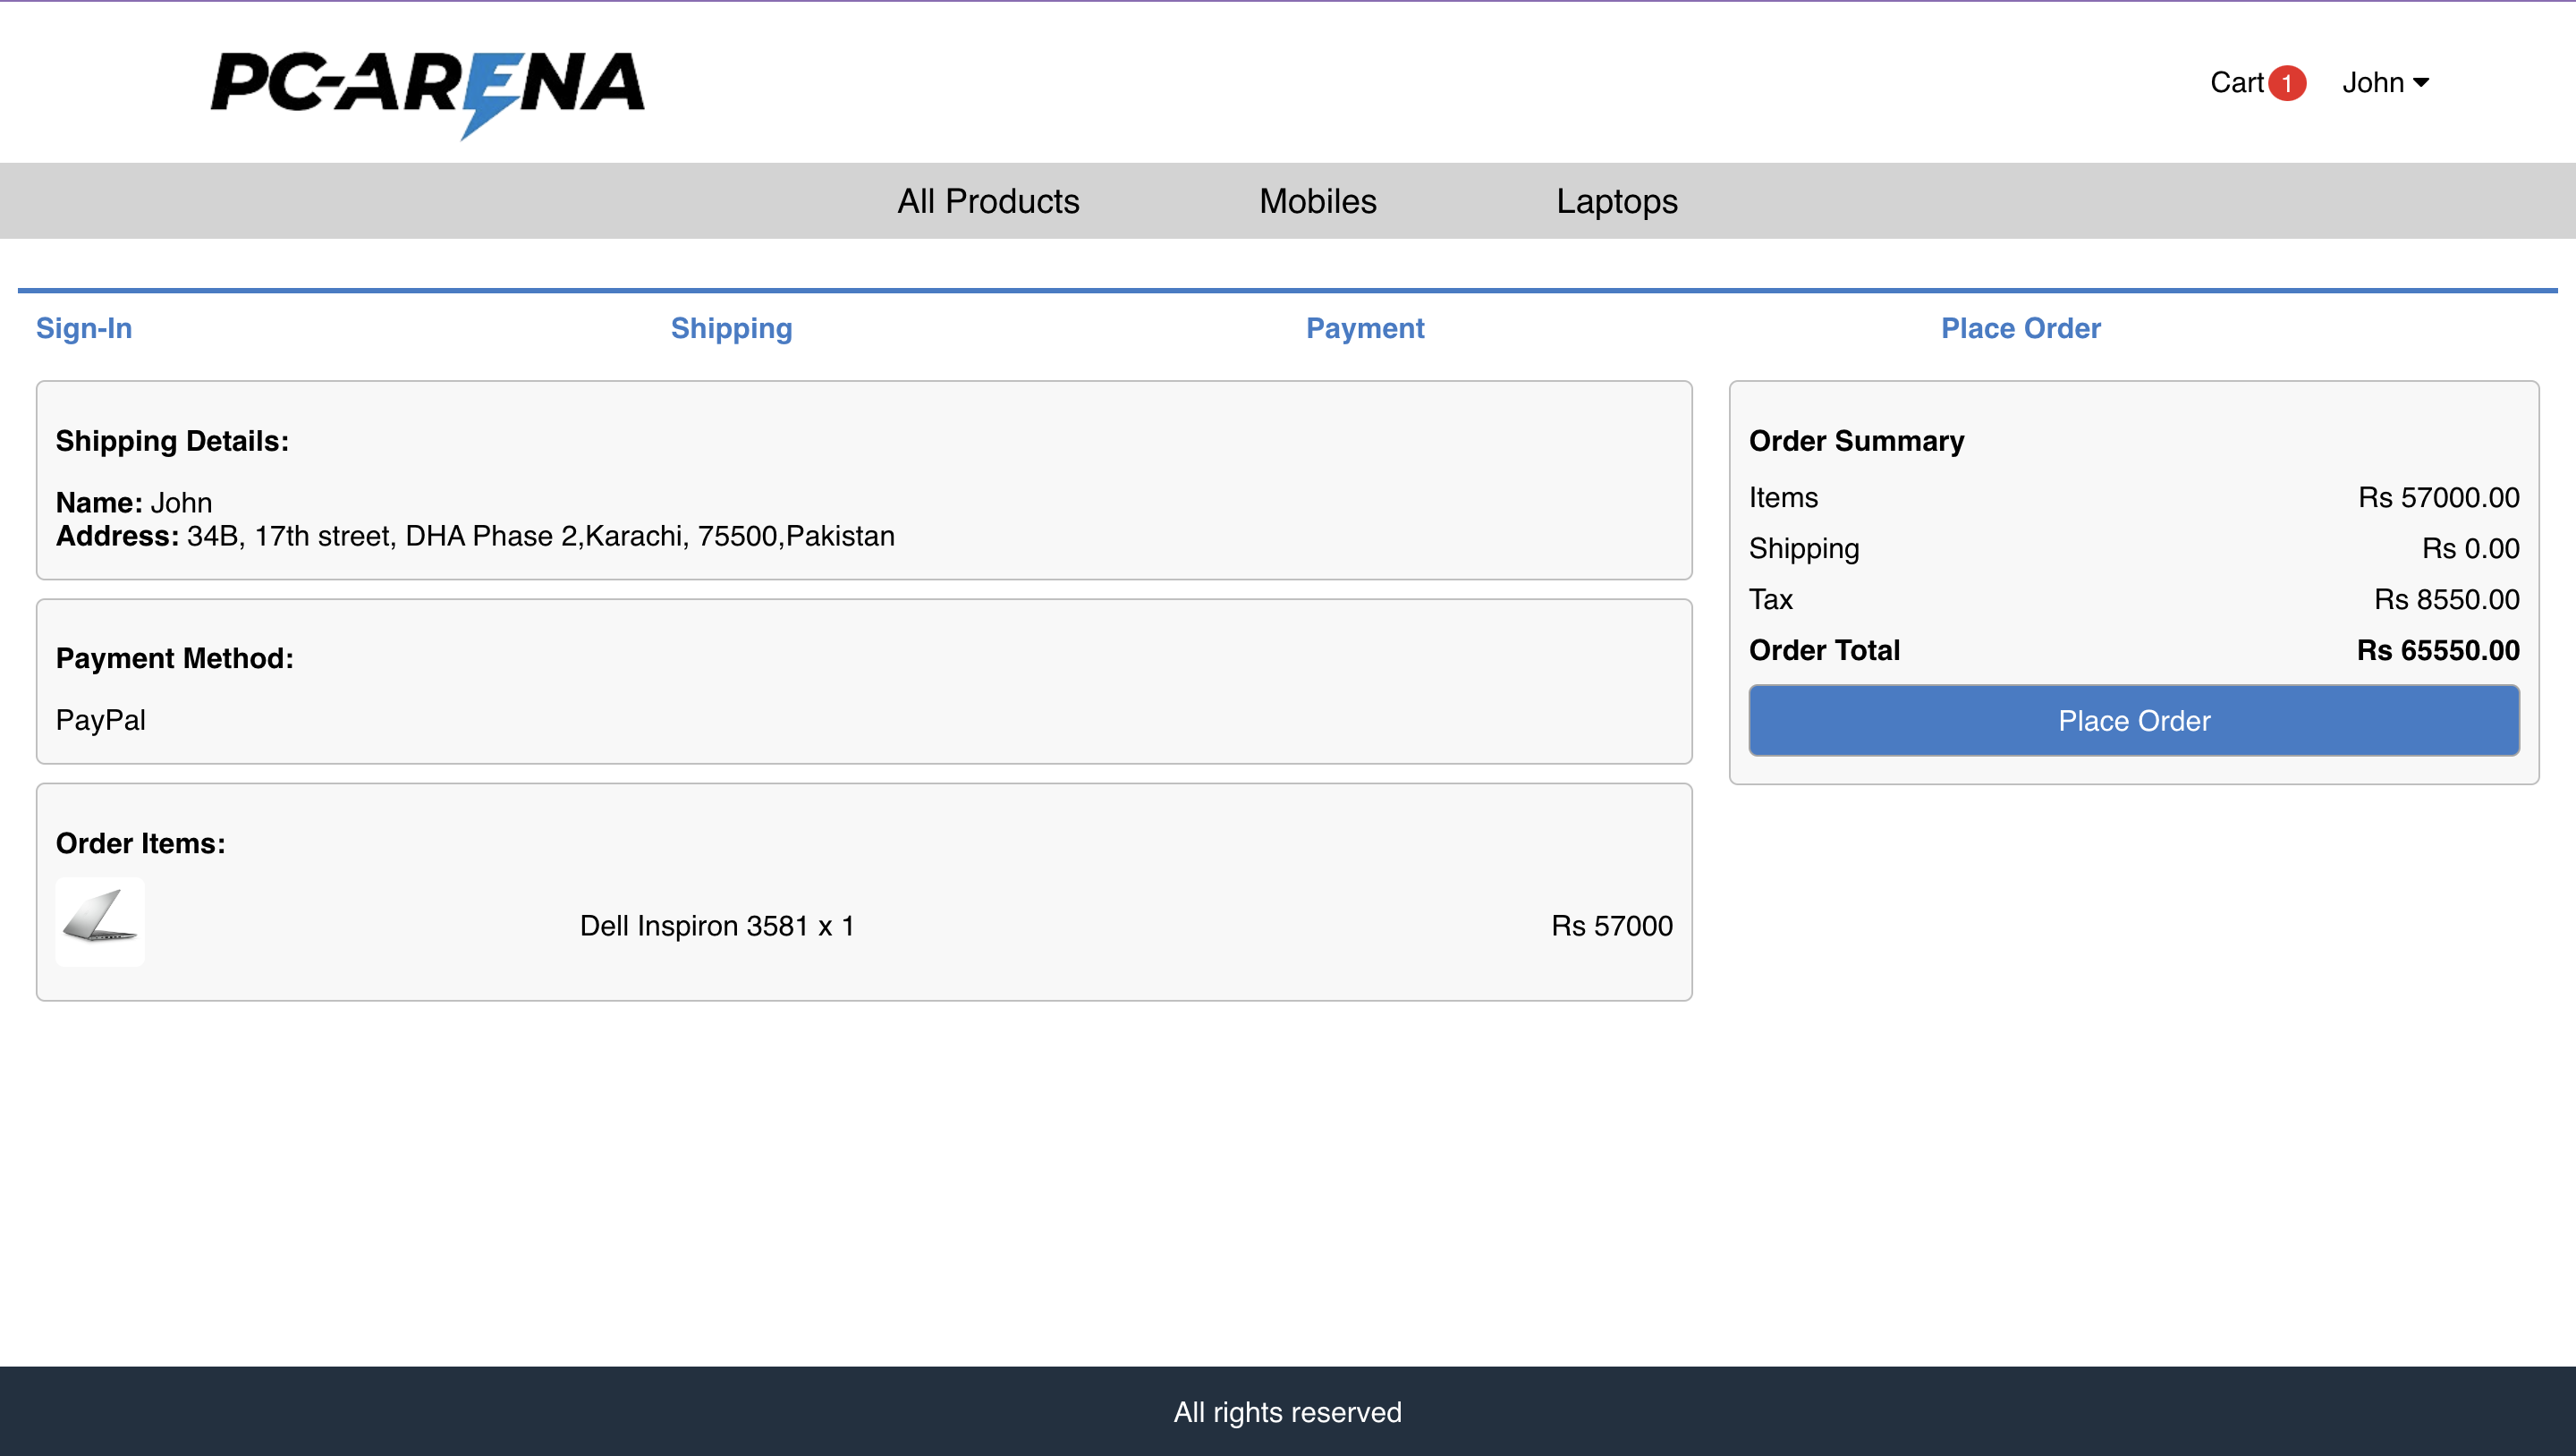 PC-ARENA
Cart 1 John
All Products Mobiles Laptops
Sign-In Shipping Payment Place Order
Shipping Details:
Name: John
Address: 34B, 17th street, DHA Phase 2,Karachi, 75500,Pakistan
Payment Method:
PayPal
Order Items:
Dell Inspiron 3581 x 1 Rs 57000
Order Summary
Items Rs 57000.00
Shipping Rs 0.00
Tax Rs 8550.00
Order Total Rs 65550.00
Place Order
All rights reserved